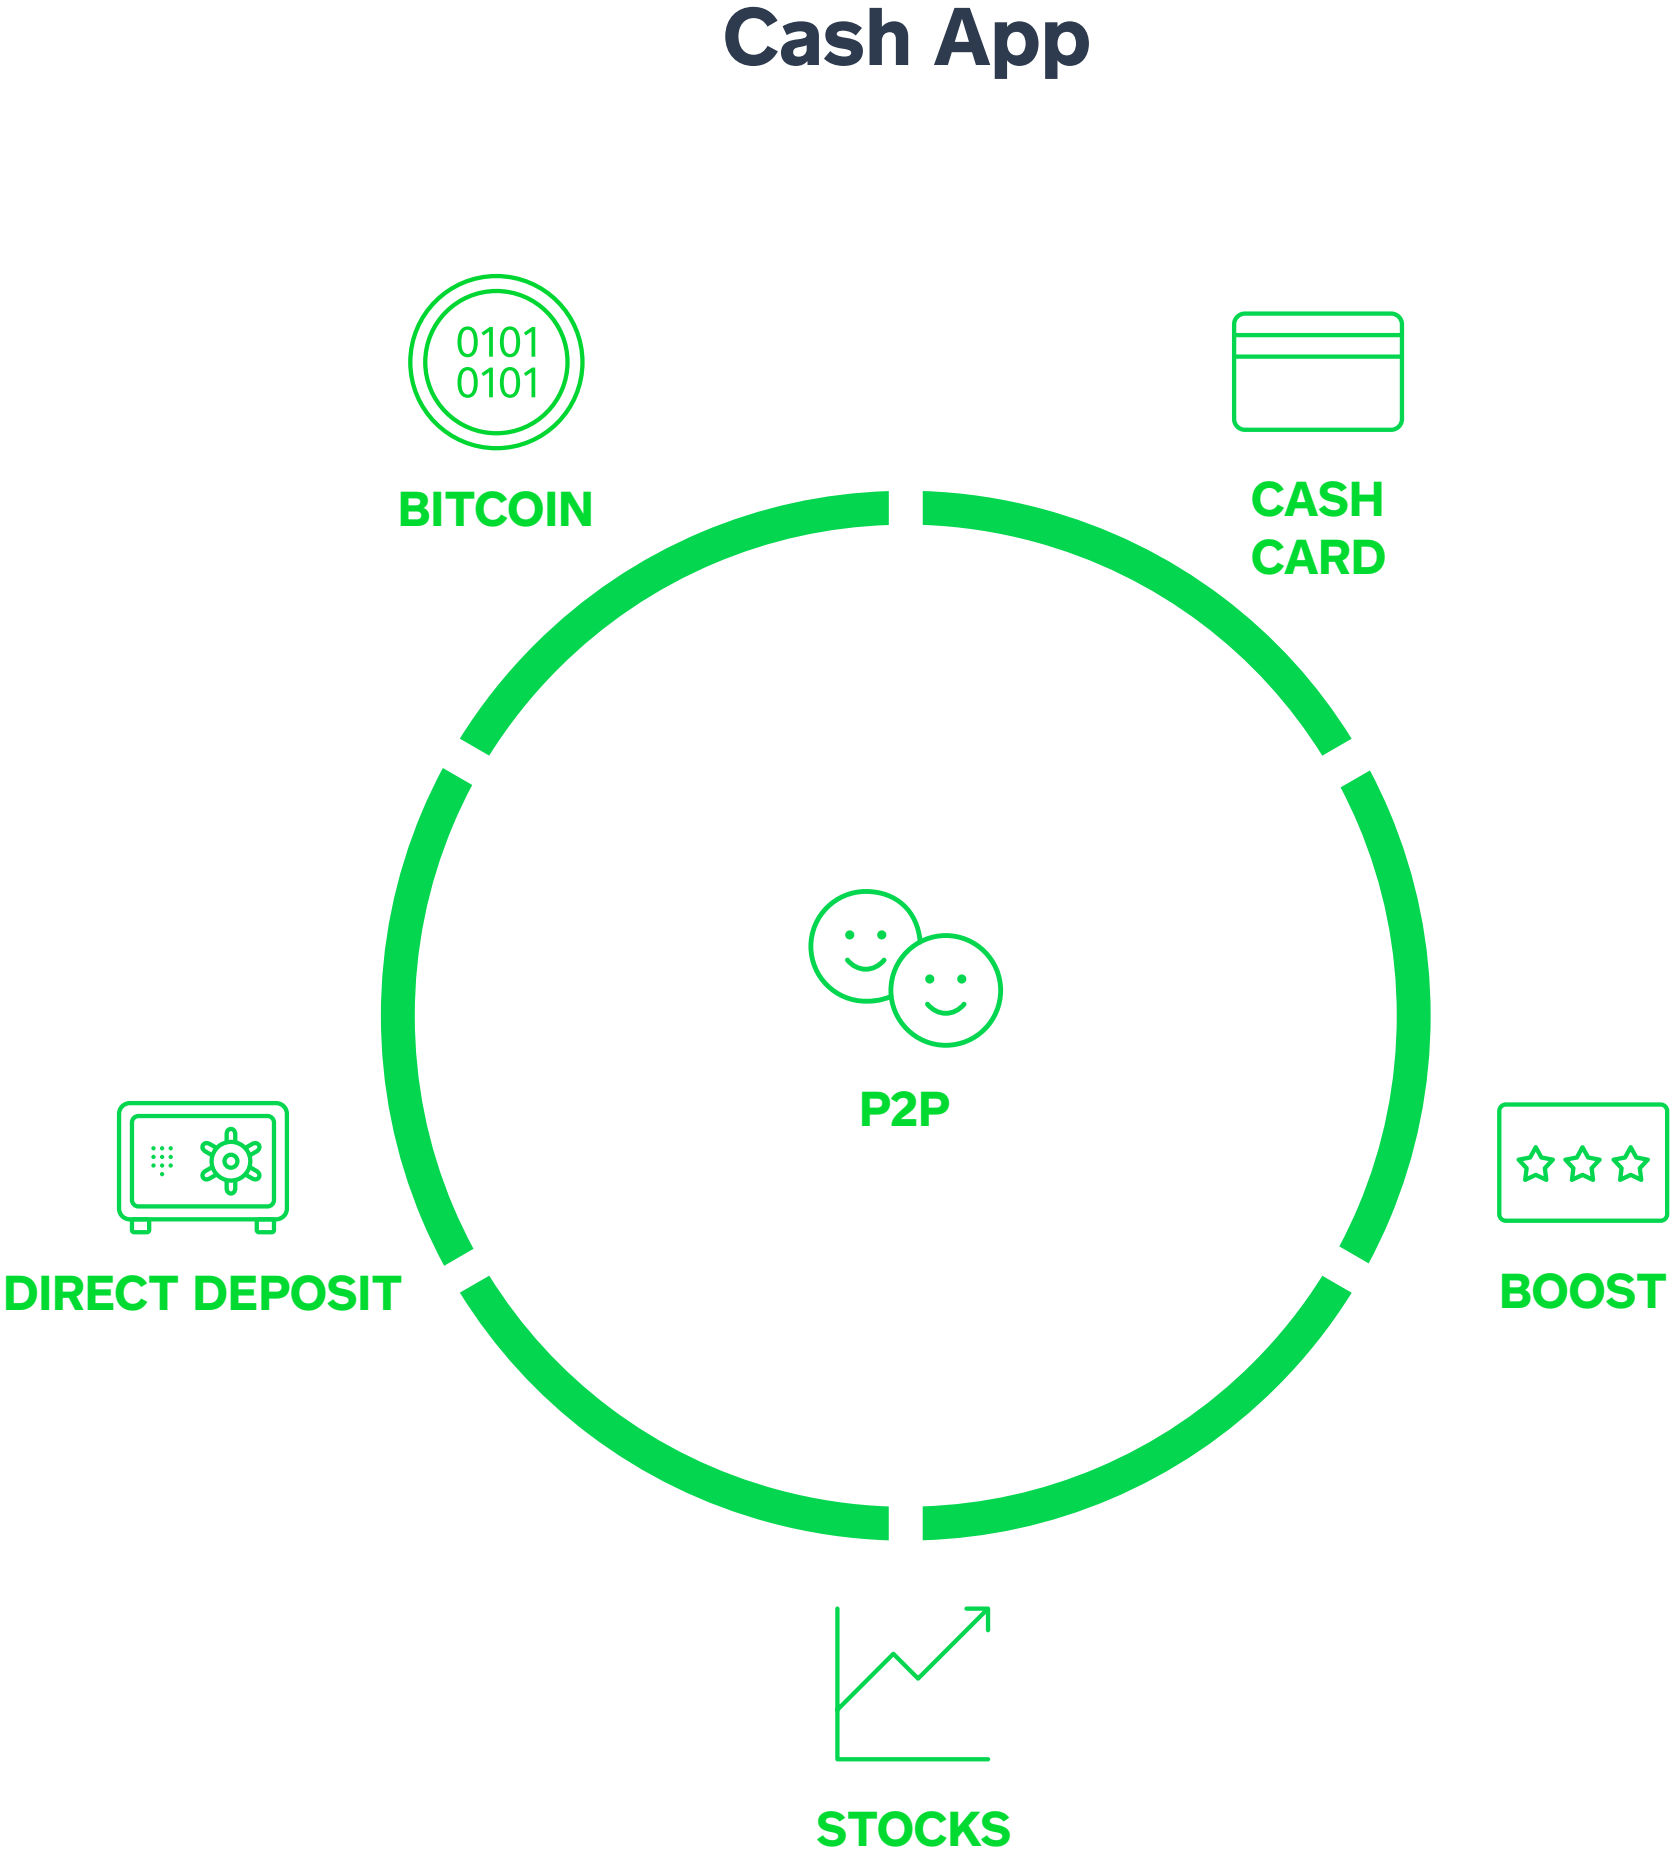 Cash App
0101
0101
BITCOIN
CASH
CARD
P2P
DIRECT DEPOSIT
BOOST
STOCKS